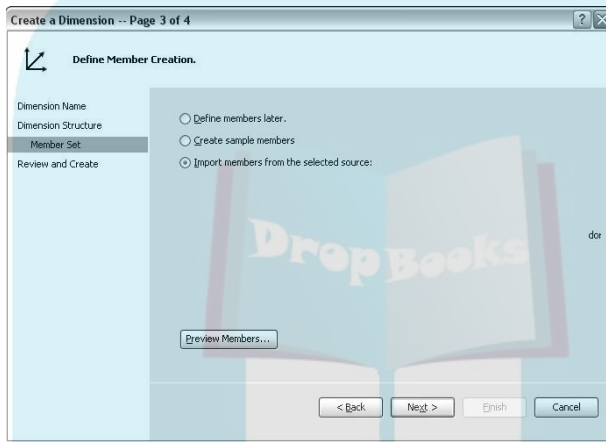 Create a Dimension -- Page 3 of 4
Define Member Creation.
Dimension Name
Dimension Structure
Member Set
Review and Create
Define members later.
Create sample members
Import members from the selected source:
dor
DropBooks
Preview Members...
< Back
Next >
Finish
Cancel